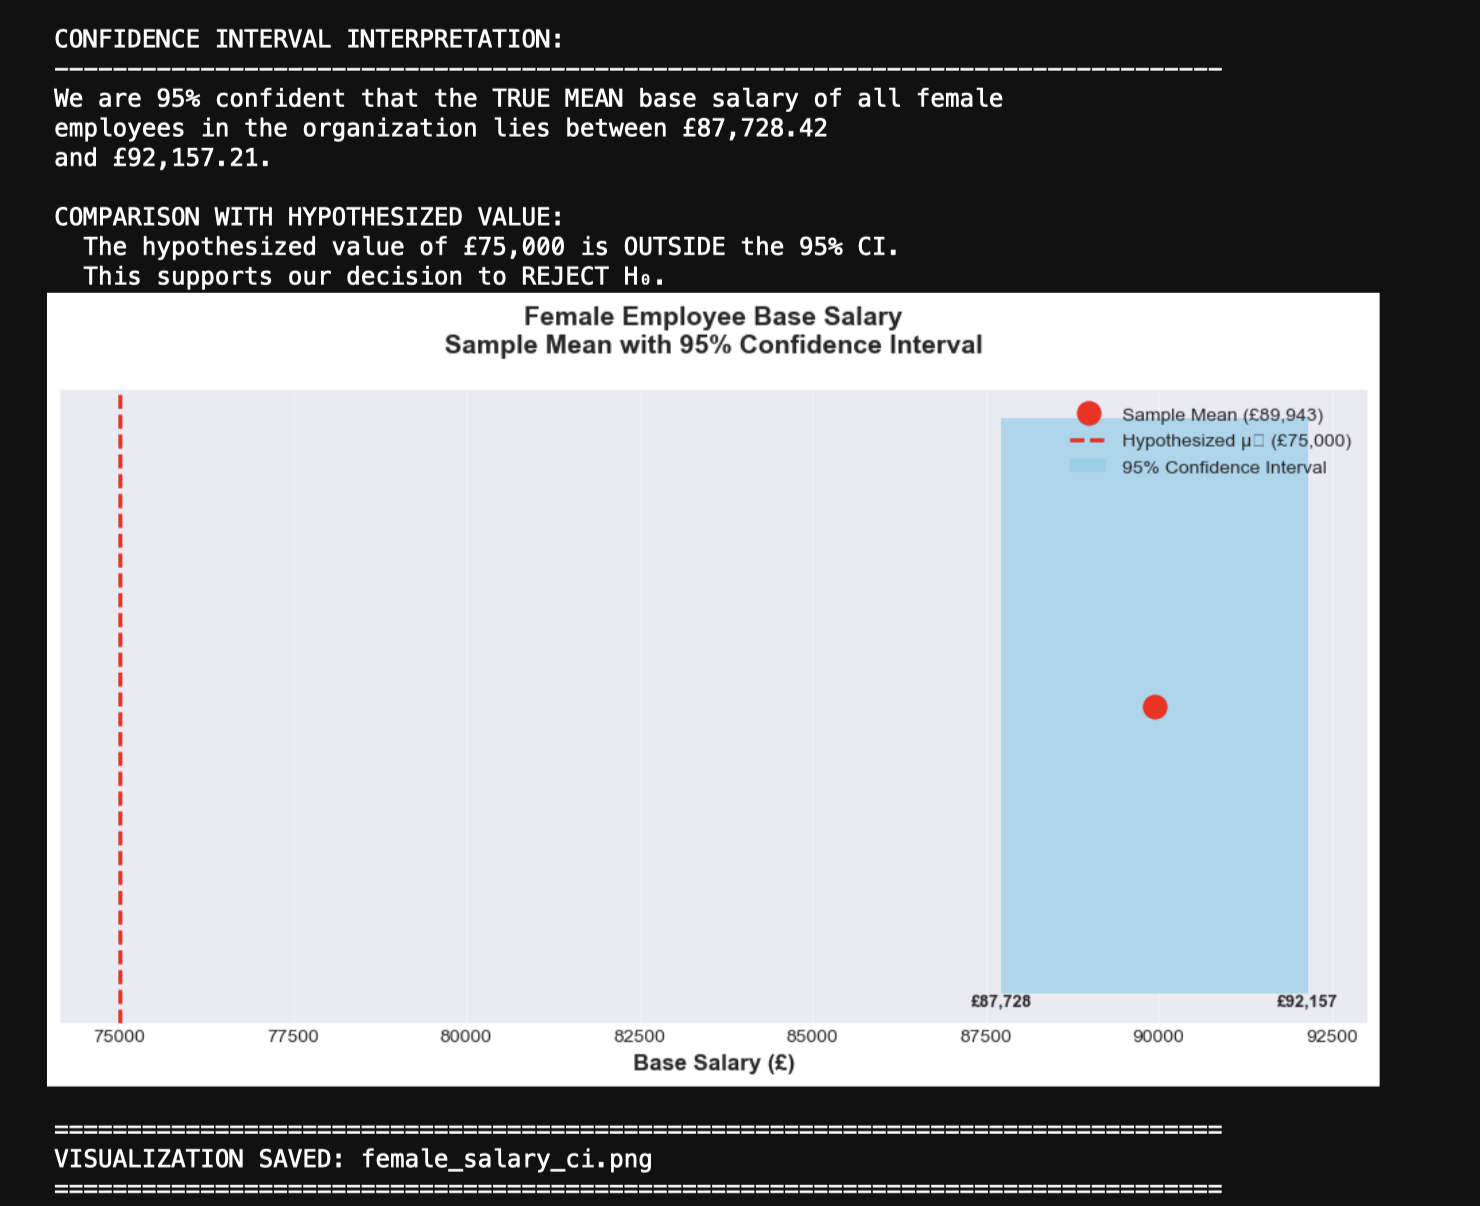 CONFIDENCE INTERVAL INTERPRETATION:
--------------------------------------------------------------------------------
We are 95% confident that the TRUE MEAN base salary of all female
employees in the organization lies between £87,728.42
and £92,157.21.
COMPARISON WITH HYPOTHESIZED VALUE:
The hypothesized value of £75,000 is OUTSIDE the 95% CI.
This supports our decision to REJECT H₀.
Female Employee Base Salary
Sample Mean with 95% Confidence Interval
Sample Mean (£89,943)
Hypothesized μ□ (£75,000)
95% Confidence Interval
£87,728 £92,157
75000 77500 80000 82500 85000 87500 90000 92500
Base Salary (£)
================================================================================
VISUALIZATION SAVED: female_salary_ci.png
================================================================================